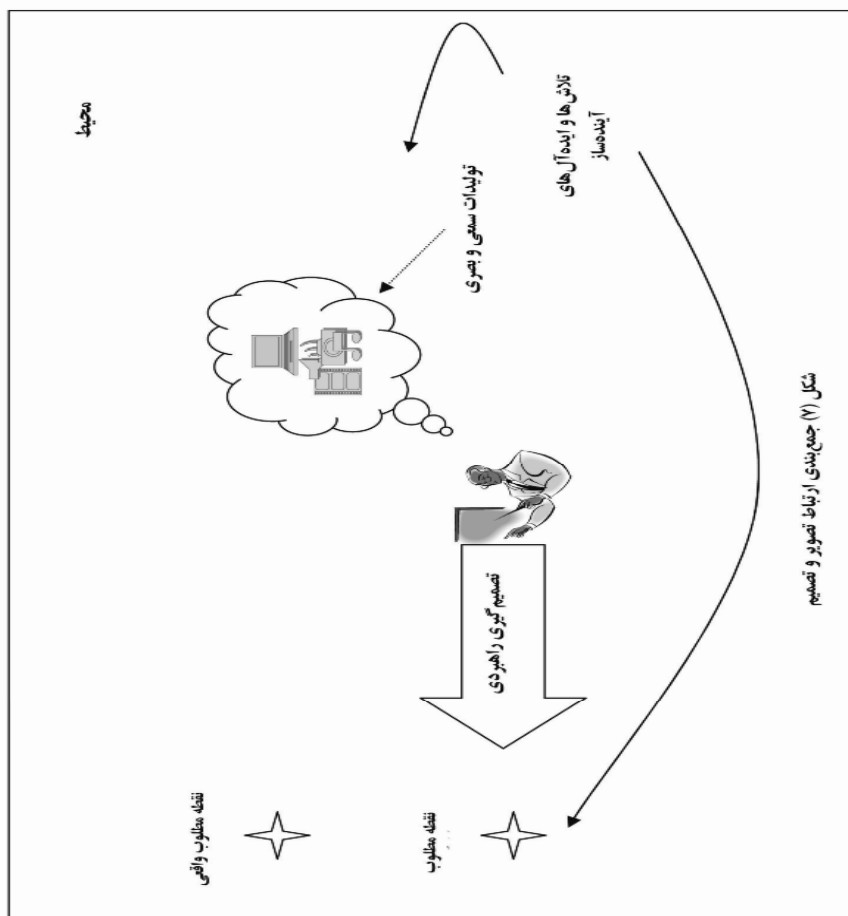 محیط
تلاش‌ها و ایده‌آل‌های
آینده‌ساز
تولیدات سمعی و بصری
تصمیم گیری راهبردی
نقطه مطلوب واقعی
نقطه مطلوب
شکل (۷) جمع‌بندی ارتباط تصویر و تصمیم